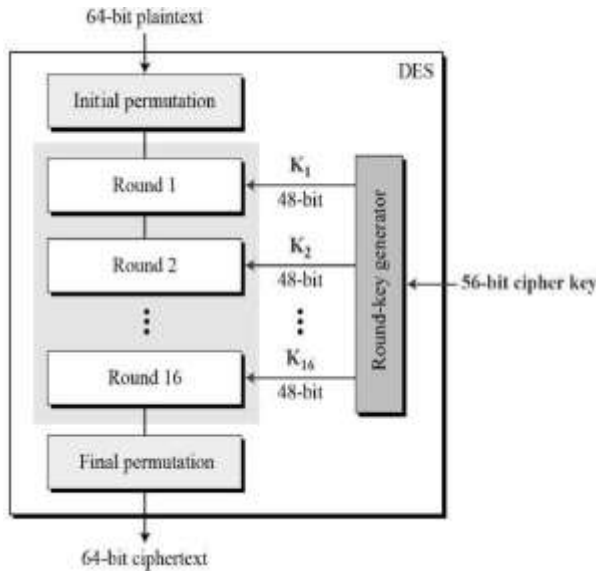 64-bit plaintext
DES
Initial permutation
Round 1
K1
48-bit
Round 2
K2
48-bit
Round 16
K16
48-bit
Round-key generator
56-bit cipher key
Final permutation
64-bit ciphertext